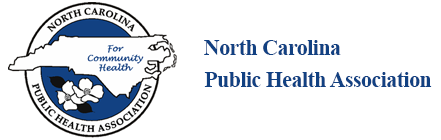 NORTH CAROLINA
For
Community
Health
PUBLIC HEALTH ASSOCIATION
North Carolina
Public Health Association